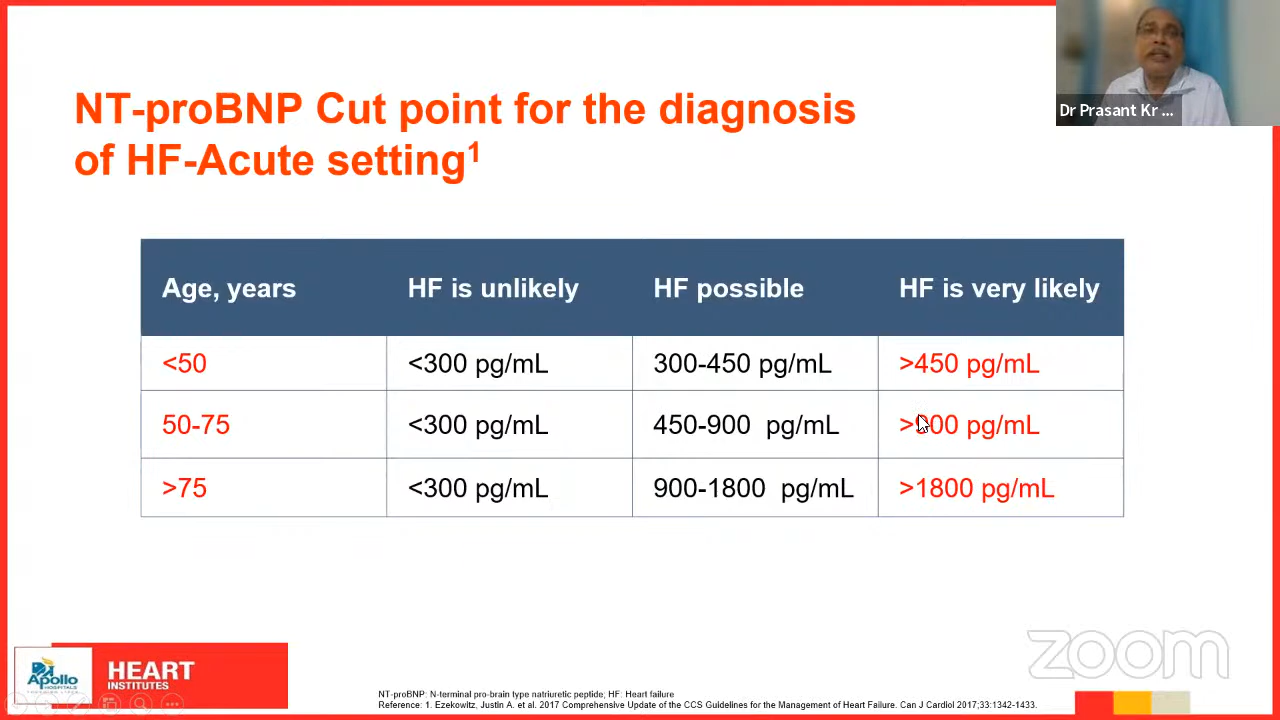 NT-proBNP Cut point for the diagnosis
of HF-Acute setting1
Dr Prasant Kr ...
Age, years HF is unlikely HF possible HF is very likely
<50 <300 pg/mL 300-450 pg/mL >450 pg/mL
50-75 <300 pg/mL 450-900 pg/mL >900 pg/mL
>75 <300 pg/mL 900-1800 pg/mL >1800 pg/mL
zoom
Apollo
HOSPITALS
HEART
INSTITUTES
NT-proBNP: N-terminal pro-brain type natriuretic peptide; HF: Heart failure
Reference: 1. Ezekowitz, Justin A. et al. 2017 Comprehensive Update of the CCS Guidelines for the Management of Heart Failure. Can J Cardiol 2017;33:1342-1433.